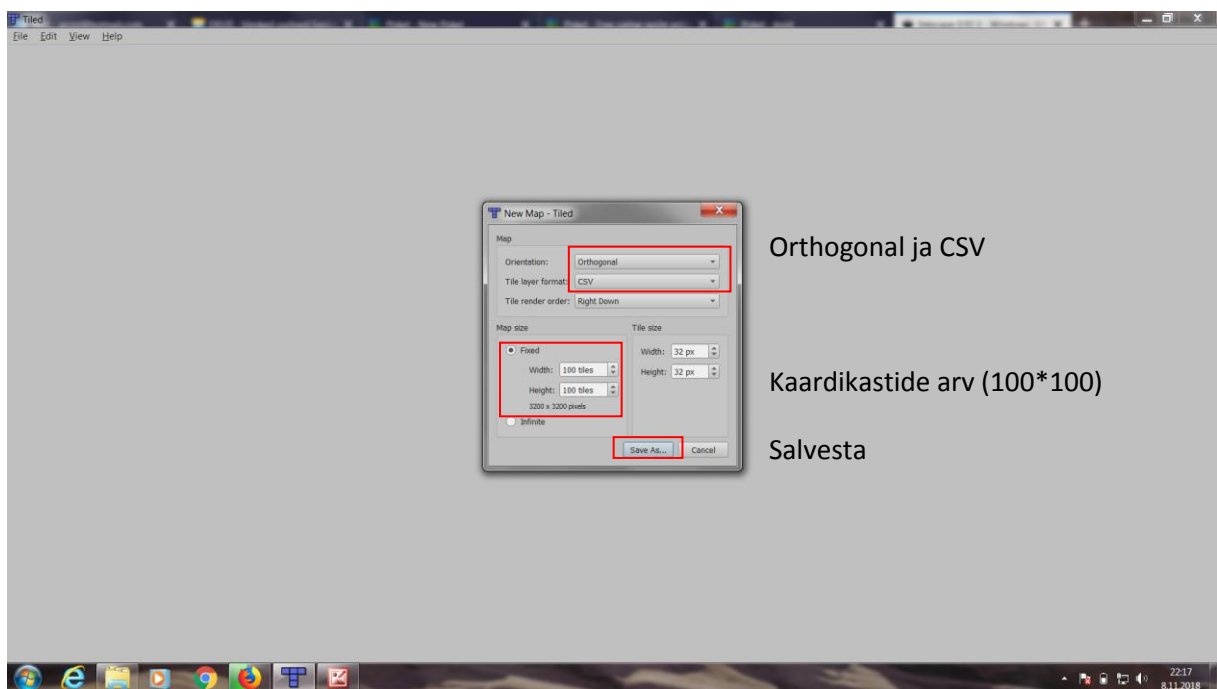 Tiled
File Edit View Help
New Map - Tiled
Map
Orientation: Orthogonal
Tile layer format: CSV
Tile render order: Right Down
Map size
Fixed
Width: 100 tiles
Height: 100 tiles
3200 x 3200 pixels
Infinite
Tile size
Width: 32 px
Height: 32 px
Save As... Cancel
Orthogonal ja CSV
Kaardikastide arv (100*100)
Salvesta
22:17
8.11.2018